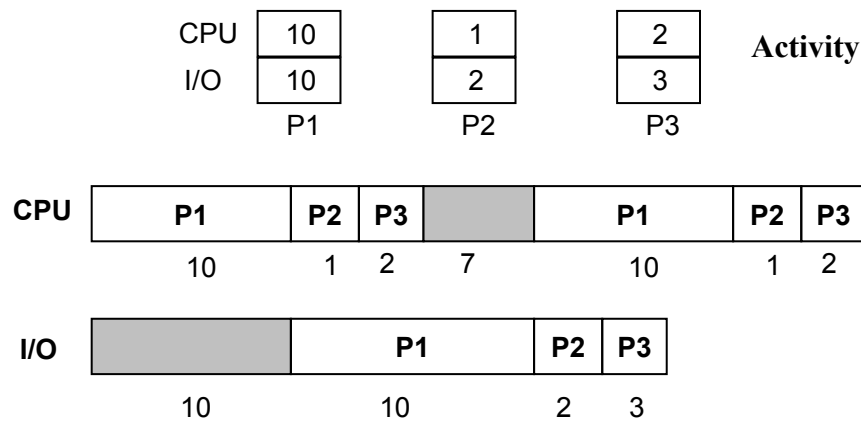 CPU 10 1 2 Activity
I/O 10 2 3
P1 P2 P3
CPU P1 P2 P3 P1 P2 P3
10 1 2 7 10 1 2
I/O P1 P2 P3
10 10 2 3